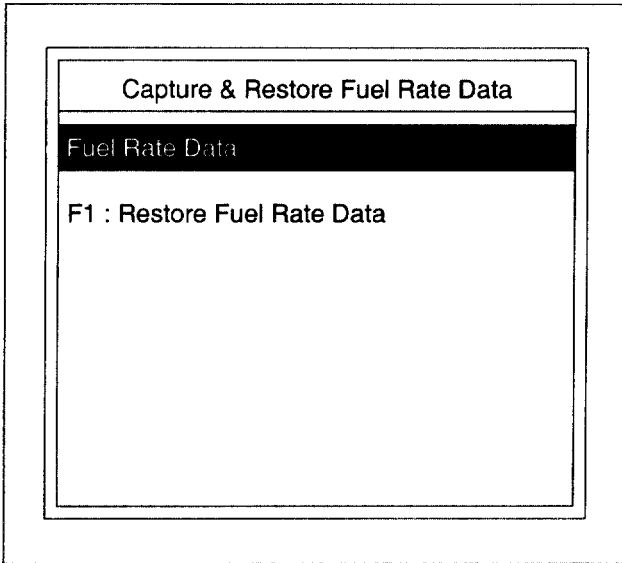 Capture & Restore Fuel Rate Data
Fuel Rate Data
F1 : Restore Fuel Rate Data